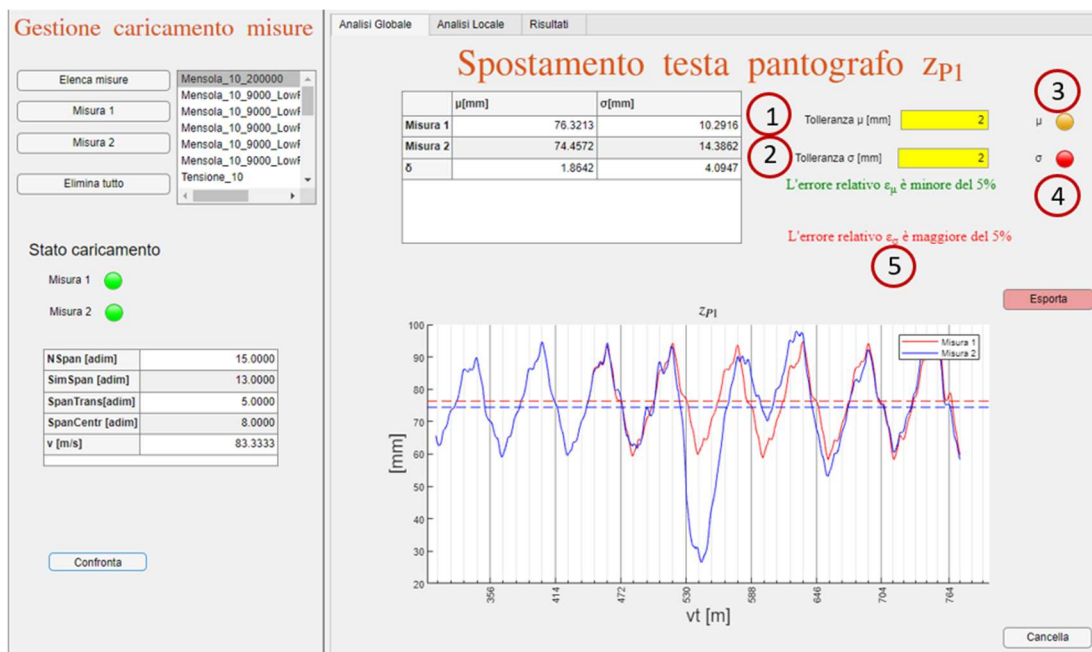 Gestione caricamento misure
Elenca misure
Misura 1
Misura 2
Elimina tutto
Mensola_10_200000
Mensola_10_9000_LowF
Mensola_10_9000_LowF
Mensola_10_9000_LowF
Mensola_10_9000_LowF
Mensola_10_9000_LowF
Tensione_10
Stato caricamento
Misura 1
Misura 2
NSpan [adim] 15.0000
SimSpan [adim] 13.0000
SpanTrans[adim] 5.0000
SpanCentr [adim] 8.0000
v [m/s] 83.3333
Confronta
Analisi Globale Analisi Locale Risultati
Spostamento testa pantografo zP1
μ[mm] σ[mm]
Misura 1 76.3213 10.2916
Misura 2 74.4572 14.3862
δ 1.8642 4.0947
1 Tolleranza μ [mm] 2 μ 3
2 Tolleranza σ [mm] 2 σ 4
L'errore relativo εμ è minore del 5%
L'errore relativo εσ è maggiore del 5%
5
Esporta
zP1
Misura 1
Misura 2
100
90
80
70
60
50
40
30
20
[mm]
356 414 472 530 588 646 704 764
vt [m]
Cancella